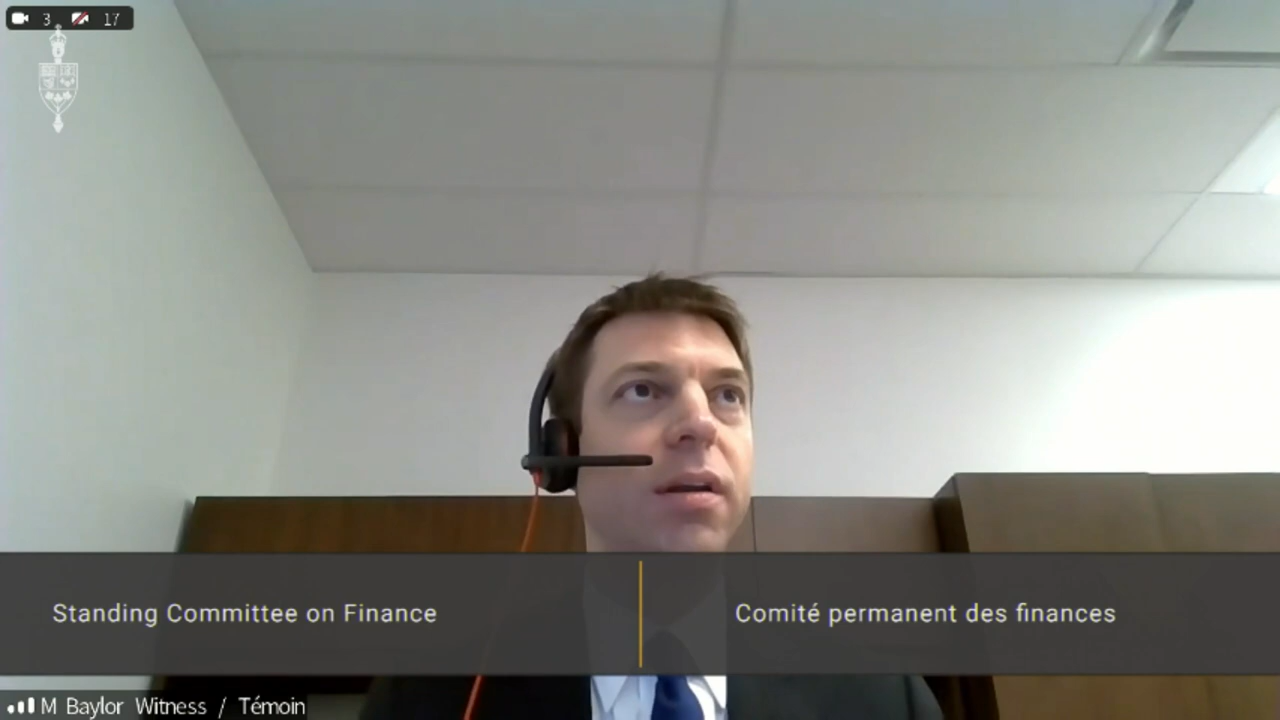 3 17
Standing Committee on Finance
Comité permanent des finances
M Baylor Witness / Témoin